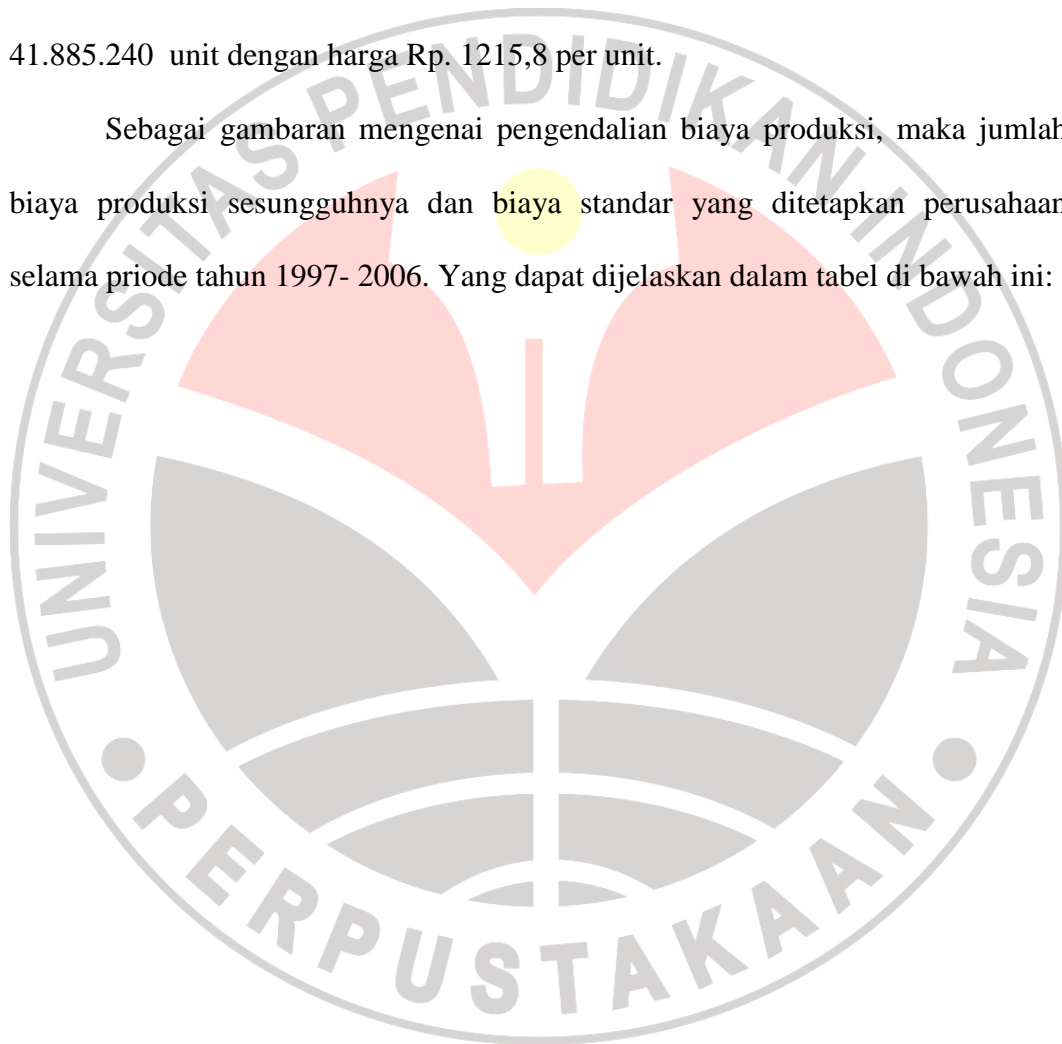 41.885.240 unit dengan harga Rp. 1215,8 per unit.
Sebagai gambaran mengenai pengendalian biaya produksi, maka jumlah
biaya produksi sesungguhnya dan biaya standar yang ditetapkan perusahaan
selama priode tahun 1997- 2006. Yang dapat dijelaskan dalam tabel di bawah ini:
UNIVERSITAS PENDIDIKAN INDONESIA
PERPUSTAKAAN